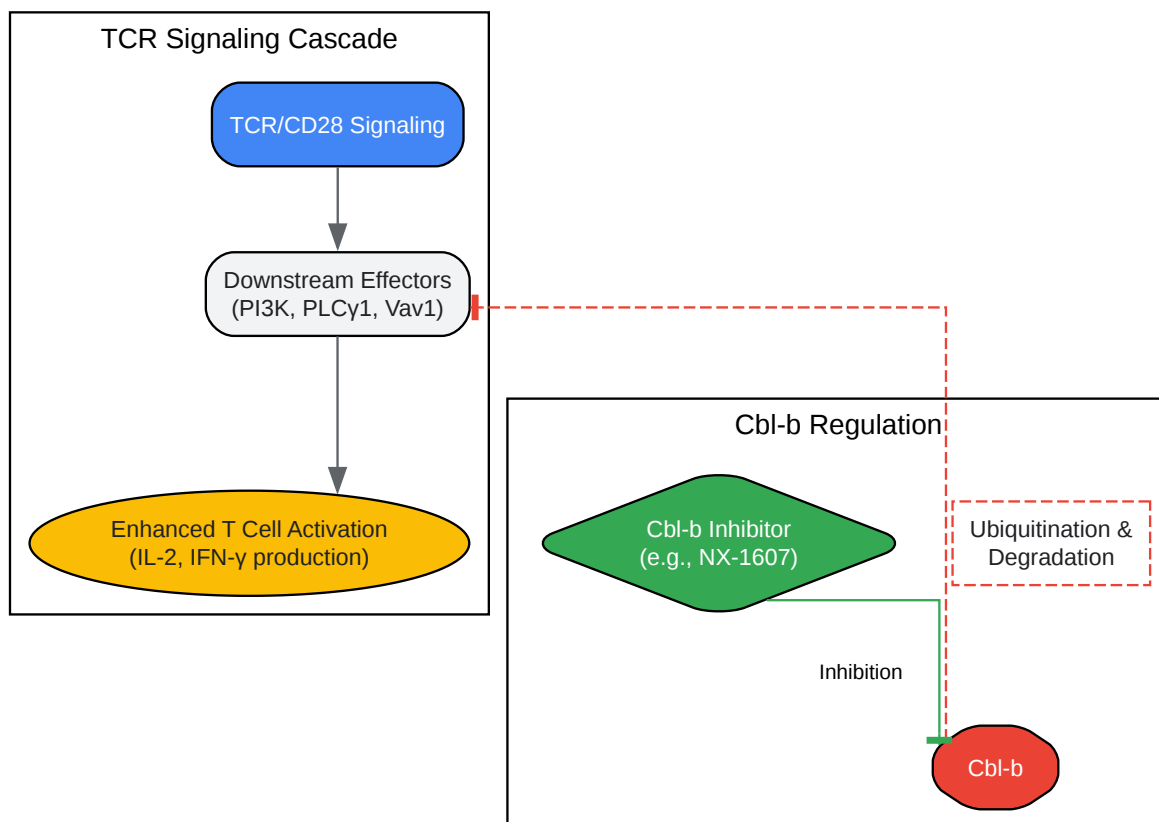 TCR Signaling Cascade
TCR/CD28 Signaling
Downstream Effectors
(PI3K, PLCγ1, Vav1)
Enhanced T Cell Activation
(IL-2, IFN-γ production)
Cbl-b Regulation
Cbl-b Inhibitor
(e.g., NX-1607)
Ubiquitination &
Degradation
Inhibition
Cbl-b